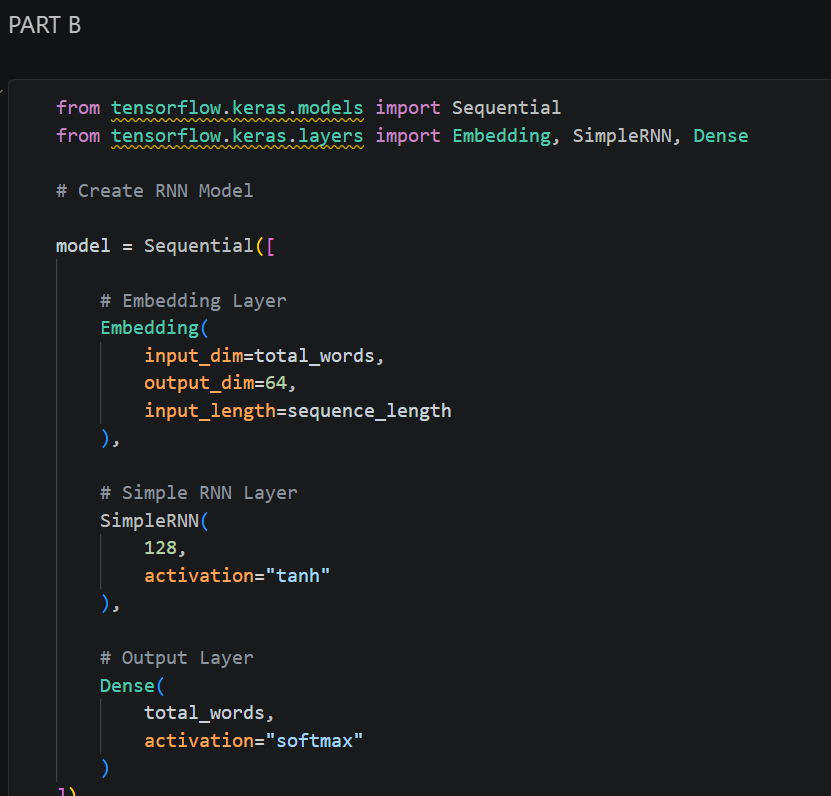 PART B
from tensorflow.keras.models import Sequential
from tensorflow.keras.layers import Embedding, SimpleRNN, Dense
# Create RNN Model
model = Sequential([
# Embedding Layer
Embedding(
input_dim=total_words,
output_dim=64,
input_length=sequence_length
),
# Simple RNN Layer
SimpleRNN(
128,
activation="tanh"
),
# Output Layer
Dense(
total_words,
activation="softmax"
)
])